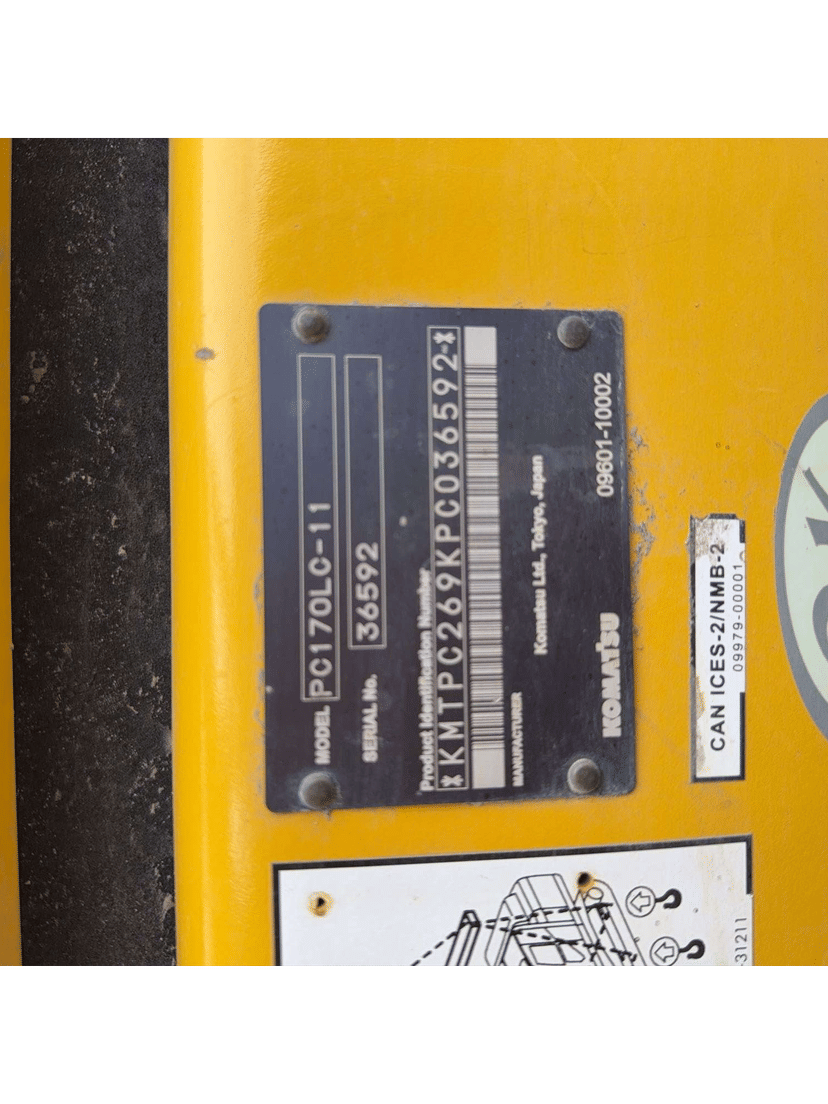 MODEL PC170LC-11
SERIAL No. 36592
Product Identification Number
*KMTPC269KPC036592*
MANUFACTURER
Komatsu Ltd., Tokyo, Japan
KOMATSU 09601-10002
CAN ICES-2/NMB-2
09979-00001
-31211